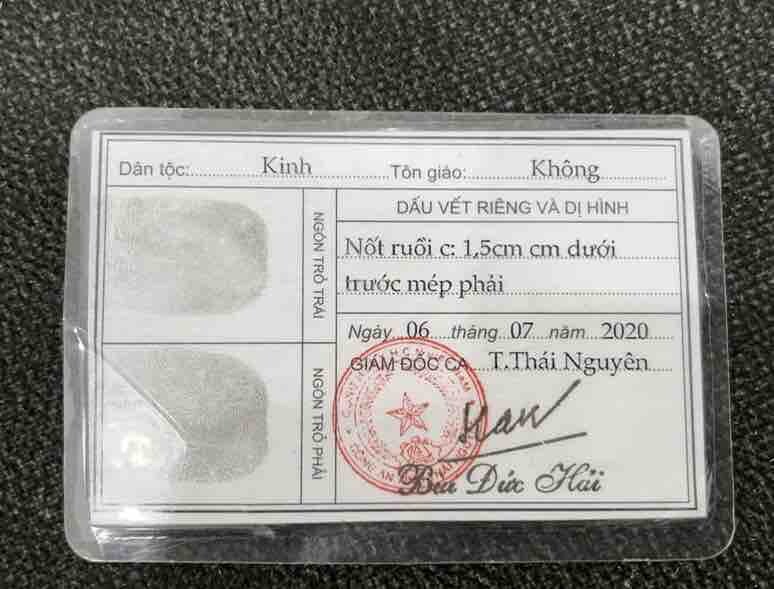 Dân tộc: Kinh Tôn giáo: Không
NGÓN TRỎ TRÁI
NGÓN TRỎ PHẢI
DẤU VẾT RIÊNG VÀ DỊ HÌNH
Nốt ruồi c: 1,5cm cm dưới
trước mép phải
Ngày 06 tháng 07 năm 2020
GIÁM ĐỐC CA T.Thái Nguyên
CÔNG AN
Bùi Đức Hải